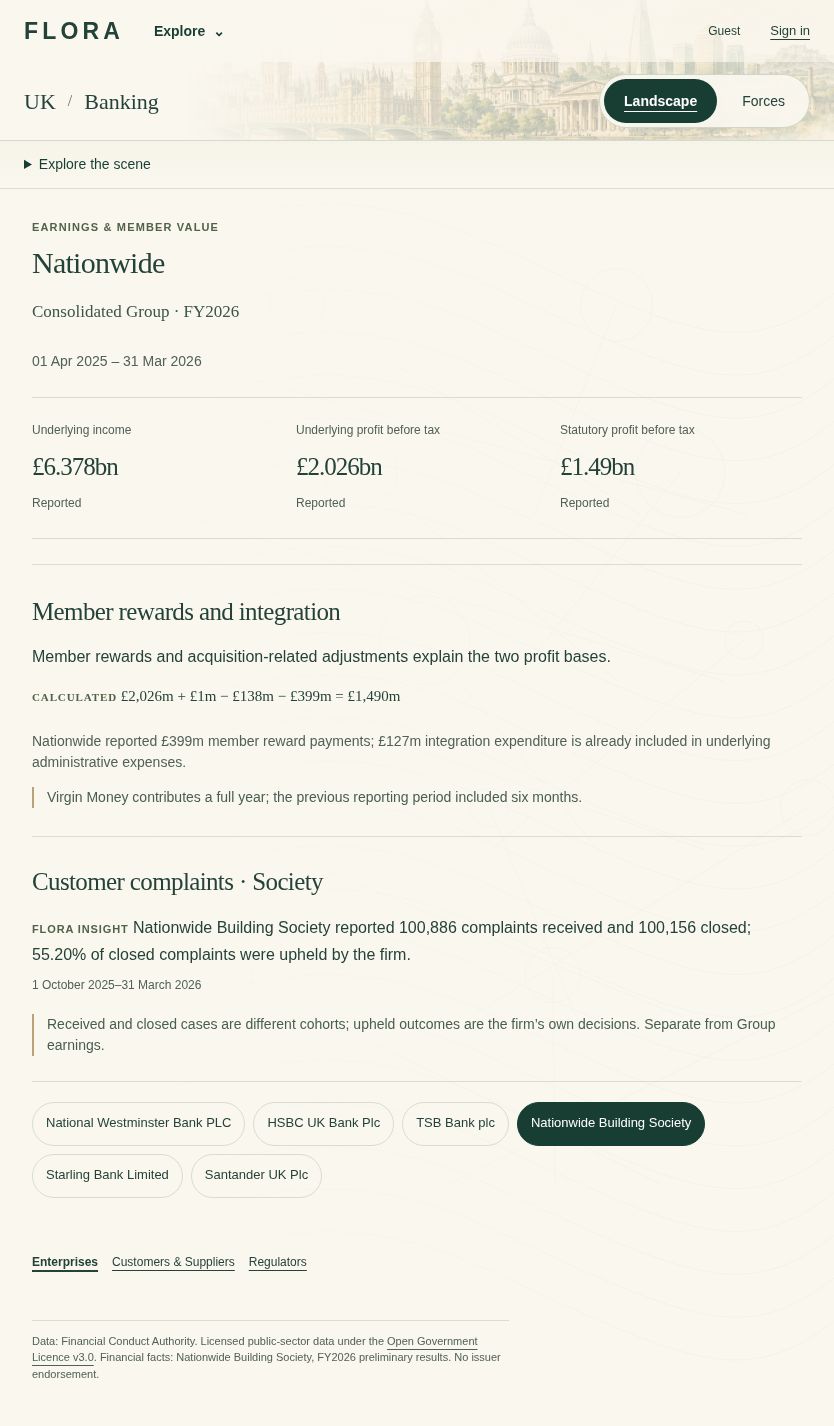 FLORA
Explore
Guest
Sign in
UK / Banking
Landscape
Forces
Explore the scene
EARNINGS & MEMBER VALUE
Nationwide
Consolidated Group · FY2026
01 Apr 2025 – 31 Mar 2026
Underlying income
£6.378bn
Reported
Underlying profit before tax
£2.026bn
Reported
Statutory profit before tax
£1.49bn
Reported
Member rewards and integration
Member rewards and acquisition-related adjustments explain the two profit bases.
CALCULATED £2,026m + £1m − £138m − £399m = £1,490m
Nationwide reported £399m member reward payments; £127m integration expenditure is already included in underlying
administrative expenses.
Virgin Money contributes a full year; the previous reporting period included six months.
Customer complaints · Society
FLORA INSIGHT Nationwide Building Society reported 100,886 complaints received and 100,156 closed;
55.20% of closed complaints were upheld by the firm.
1 October 2025–31 March 2026
Received and closed cases are different cohorts; upheld outcomes are the firm’s own decisions. Separate from Group
earnings.
National Westminster Bank PLC
HSBC UK Bank Plc
TSB Bank plc
Nationwide Building Society
Starling Bank Limited
Santander UK Plc
Enterprises
Customers & Suppliers
Regulators
Data: Financial Conduct Authority. Licensed public-sector data under the Open Government
Licence v3.0. Financial facts: Nationwide Building Society, FY2026 preliminary results. No issuer
endorsement.